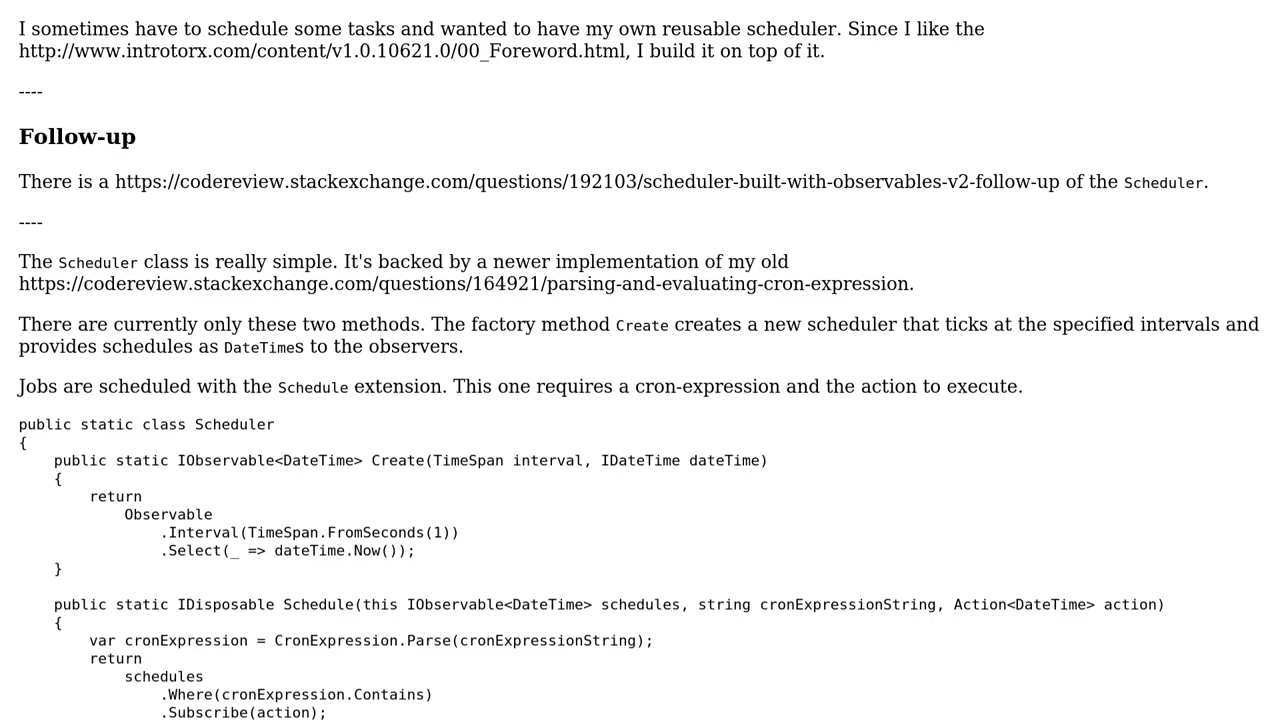 I sometimes have to schedule some tasks and wanted to have my own reusable scheduler. Since I like the
http://www.introtorx.com/content/v1.0.10621.0/00_Foreword.html, I build it on top of it.
----
Follow-up
There is a https://codereview.stackexchange.com/questions/192103/scheduler-built-with-observables-v2-follow-up of the Scheduler.
----
The Scheduler class is really simple. It's backed by a newer implementation of my old
https://codereview.stackexchange.com/questions/164921/parsing-and-evaluating-cron-expression.
There are currently only these two methods. The factory method Create creates a new scheduler that ticks at the specified intervals and
provides schedules as DateTimes to the observers.
Jobs are scheduled with the Schedule extension. This one requires a cron-expression and the action to execute.
public static class Scheduler
{
    public static IObservable<DateTime> Create(TimeSpan interval, IDateTime dateTime)
    {
        return
            Observable
                .Interval(TimeSpan.FromSeconds(1))
                .Select(_ => dateTime.Now());
    }
    public static IDisposable Schedule(this IObservable<DateTime> schedules, string cronExpressionString, Action<DateTime> action)
    {
        var cronExpression = CronExpression.Parse(cronExpressionString);
        return
            schedules
                .Where(cronExpression.Contains)
                .Subscribe(action);